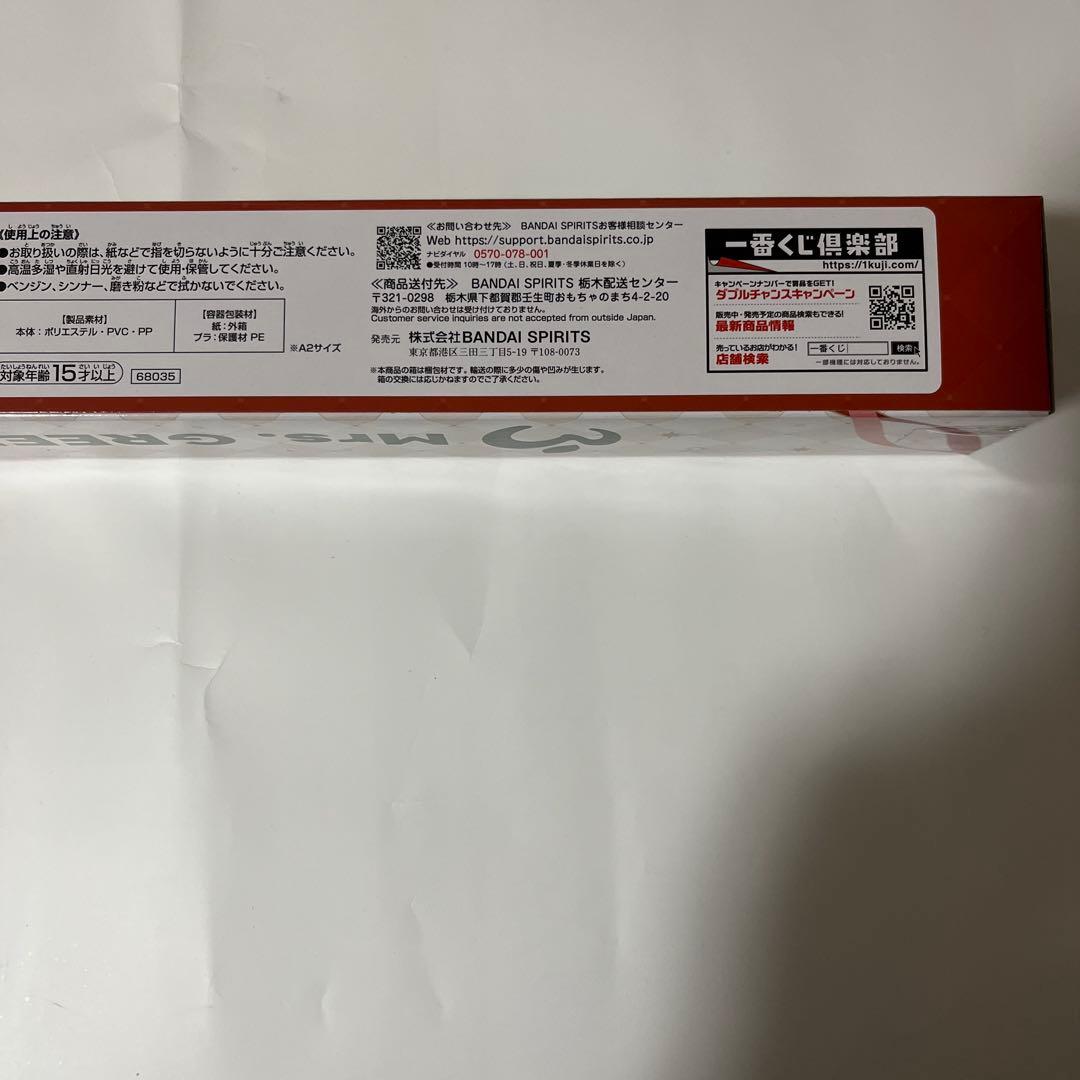 《使用上の注意》
●お取り扱いの際は、紙などで指を切らないように十分ご注意ください。
●高温多湿や直射日光を避けて使用・保管してください。
●ベンジン、シンナー、磨き粉などで拭かないでください。
【製品素材】
本体：ポリエステル・PVC・PP
【容器包装材】
紙：外箱
プラ：保護材 PE
※A2サイズ
対象年齢15才以上
68035
≪お問い合わせ先≫ BANDAI SPIRITSお客様相談センター
Web https://support.bandaispirits.co.jp
ナビダイヤル 0570-078-001
●受付時間 10時〜17時(土、日、祝日、夏季・冬季休業日を除く)
≪商品送付先≫ BANDAI SPIRITS 栃木配送センター
〒321-0298 栃木県下都賀郡壬生町おもちゃのまち4-2-20
海外からのお問い合わせは受け付けておりません。
Customer service inquiries are not accepted from outside Japan.
発売元 株式会社BANDAI SPIRITS
東京都港区三田三丁目5-19 〒108-0073
※本商品の箱は梱包材です。輸送の際に多少の傷や凹みが生じます。
箱の交換には応じかねますのでご了承ください。
一番くじ倶楽部
https://1kuji.com/
キャンペーンナンバーで賞品をGET!
ダブルチャンスキャンペーン
販売中・発売予定の商品検索もできる!
最新商品情報
売っているお店がわかる!
店舗検索
一番くじ 検索
一部機種には対応しておりません。
Mrs. GREE